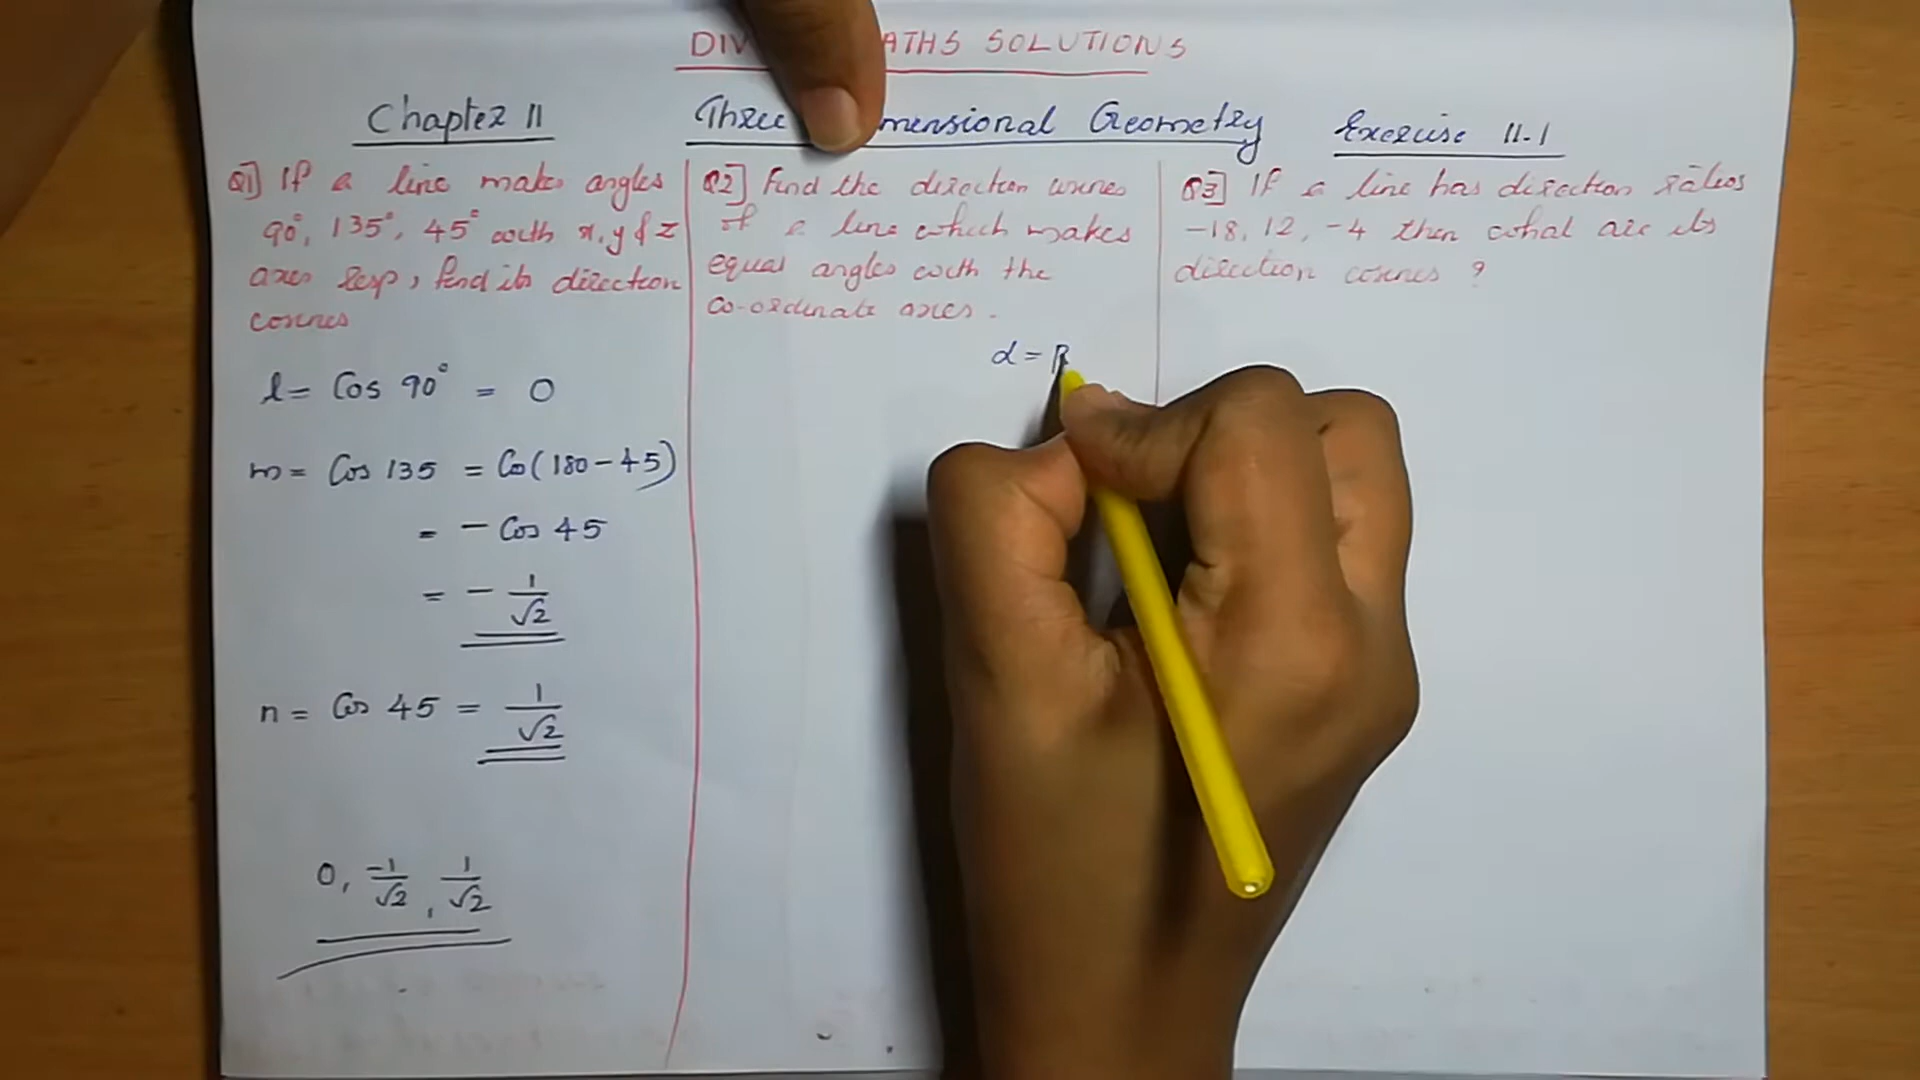 DIV ATHS SOLUTIONS
Chapter 11 Three mensional Geometry Exercise 11.1
Q1] If a line makes angles
90°, 135°, 45° with x, y & z
axes resp, find its direction
cosines
l = Cos 90° = 0
m = Cos 135 = Cos(180-45)
= - Cos 45
= - 1/√2
n = Cos 45 = 1/√2
0, -1/√2, 1/√2
Q2] Find the direction cosines
of a line which makes
equal angles with the
co-ordinate axes.
α = β
Q3] If a line has direction ratios
-18, 12, -4 then what are its
direction cosines ?